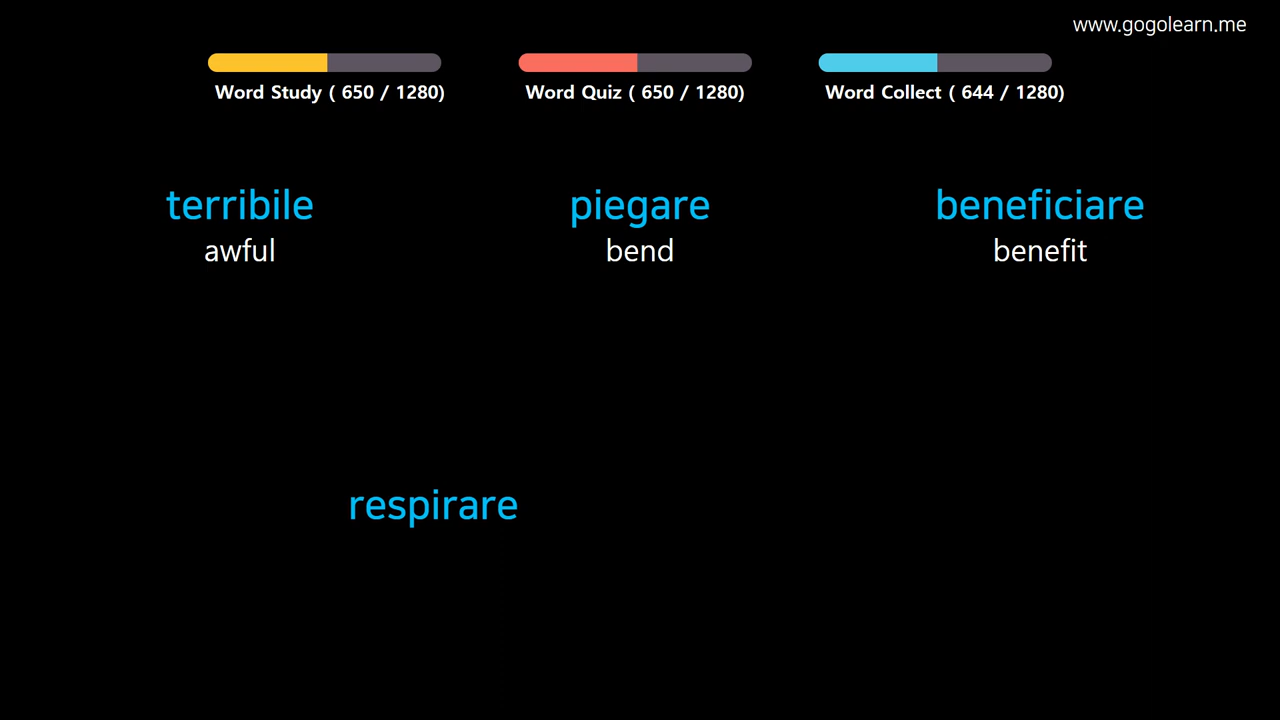 www.gogolearn.me
Word Study ( 650 / 1280)
Word Quiz ( 650 / 1280)
Word Collect ( 644 / 1280)
terribile
awful
piegare
bend
beneficiare
benefit
respirare